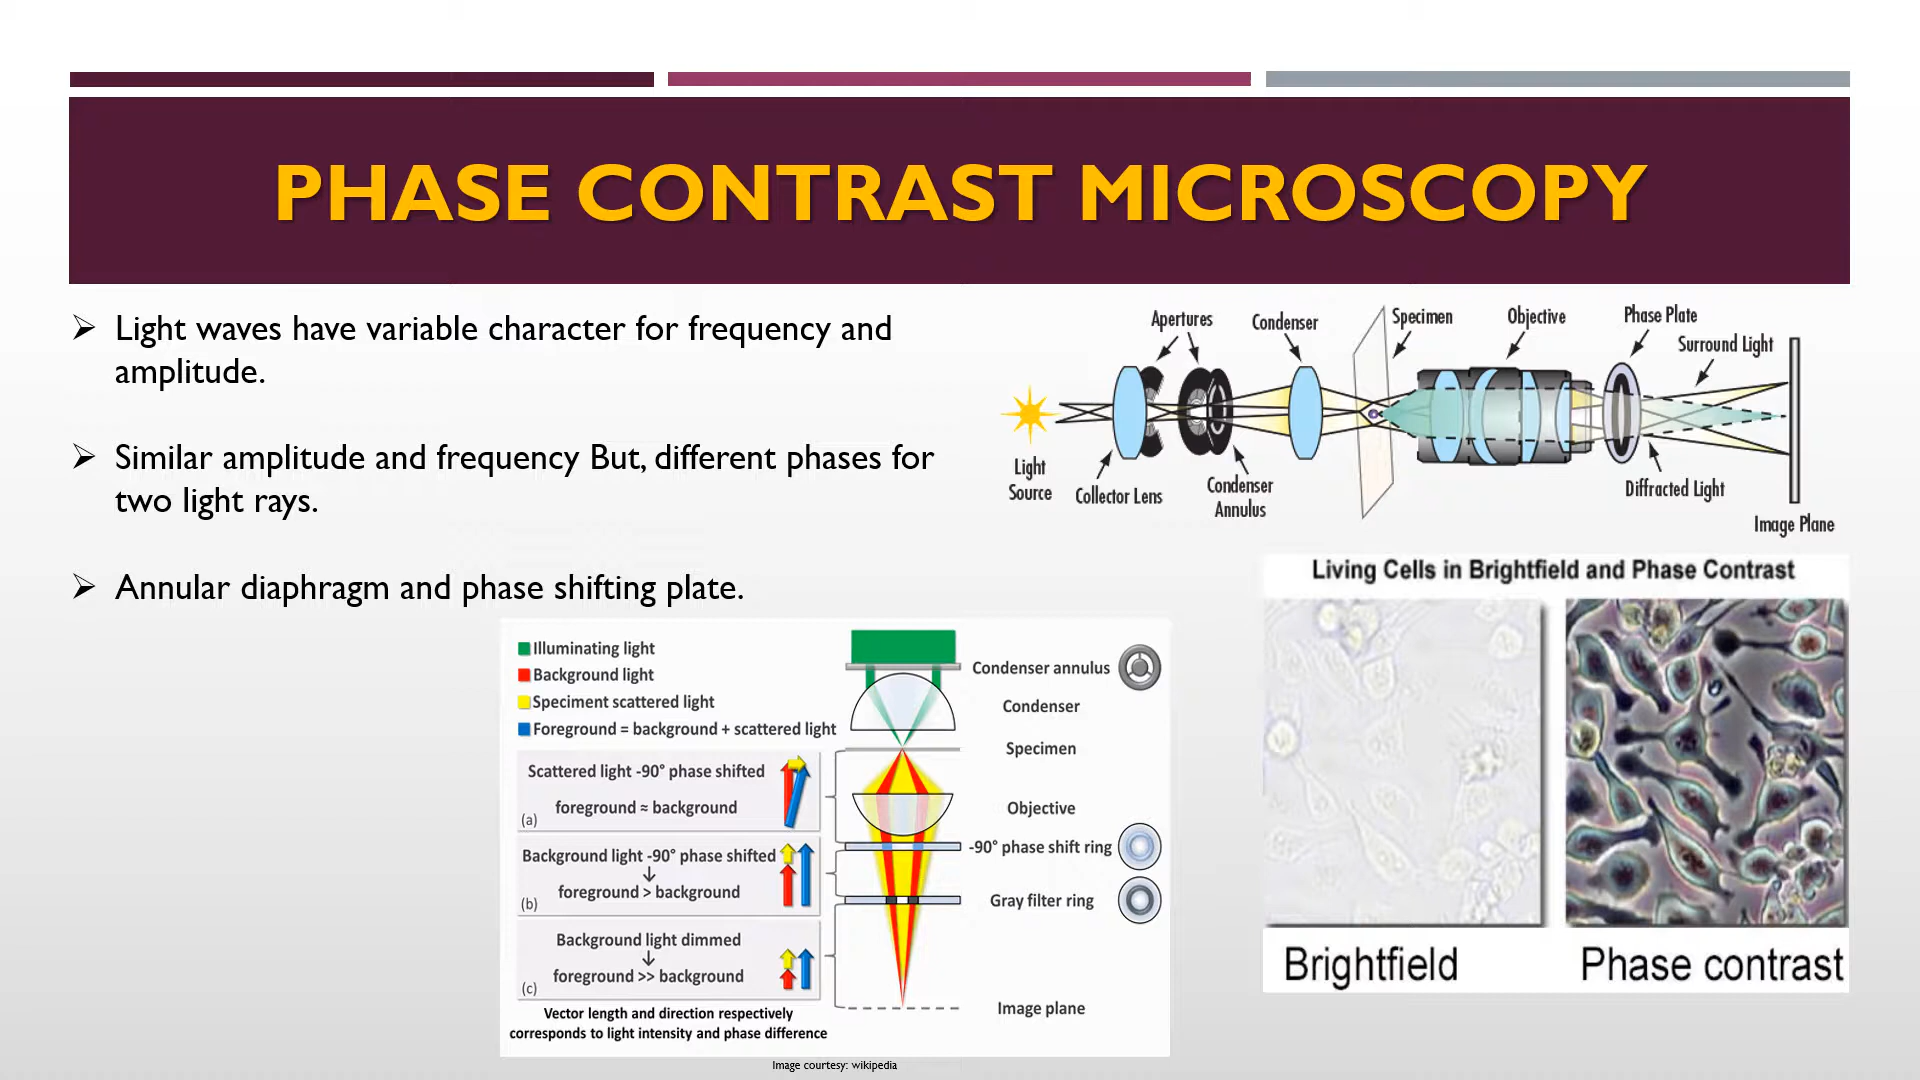 PHASE CONTRAST MICROSCOPY
➢ Light waves have variable character for frequency and
amplitude.
➢ Similar amplitude and frequency But, different phases for
two light rays.
➢ Annular diaphragm and phase shifting plate.
Apertures
Condenser
Specimen
Objective
Phase Plate
Surround Light
Light
Source
Collector Lens
Condenser
Annulus
Diffracted Light
Image Plane
Illuminating light
Background light
Speciment scattered light
Foreground = background + scattered light
Scattered light -90° phase shifted
foreground ≈ background
(a)
Background light -90° phase shifted
↓
foreground > background
(b)
Background light dimmed
↓
foreground >> background
(c)
Vector length and direction respectively
corresponds to light intensity and phase difference
Condenser annulus
Condenser
Specimen
Objective
-90° phase shift ring
Gray filter ring
Image plane
Image courtesy: wikipedia
Living Cells in Brightfield and Phase Contrast
Brightfield
Phase contrast